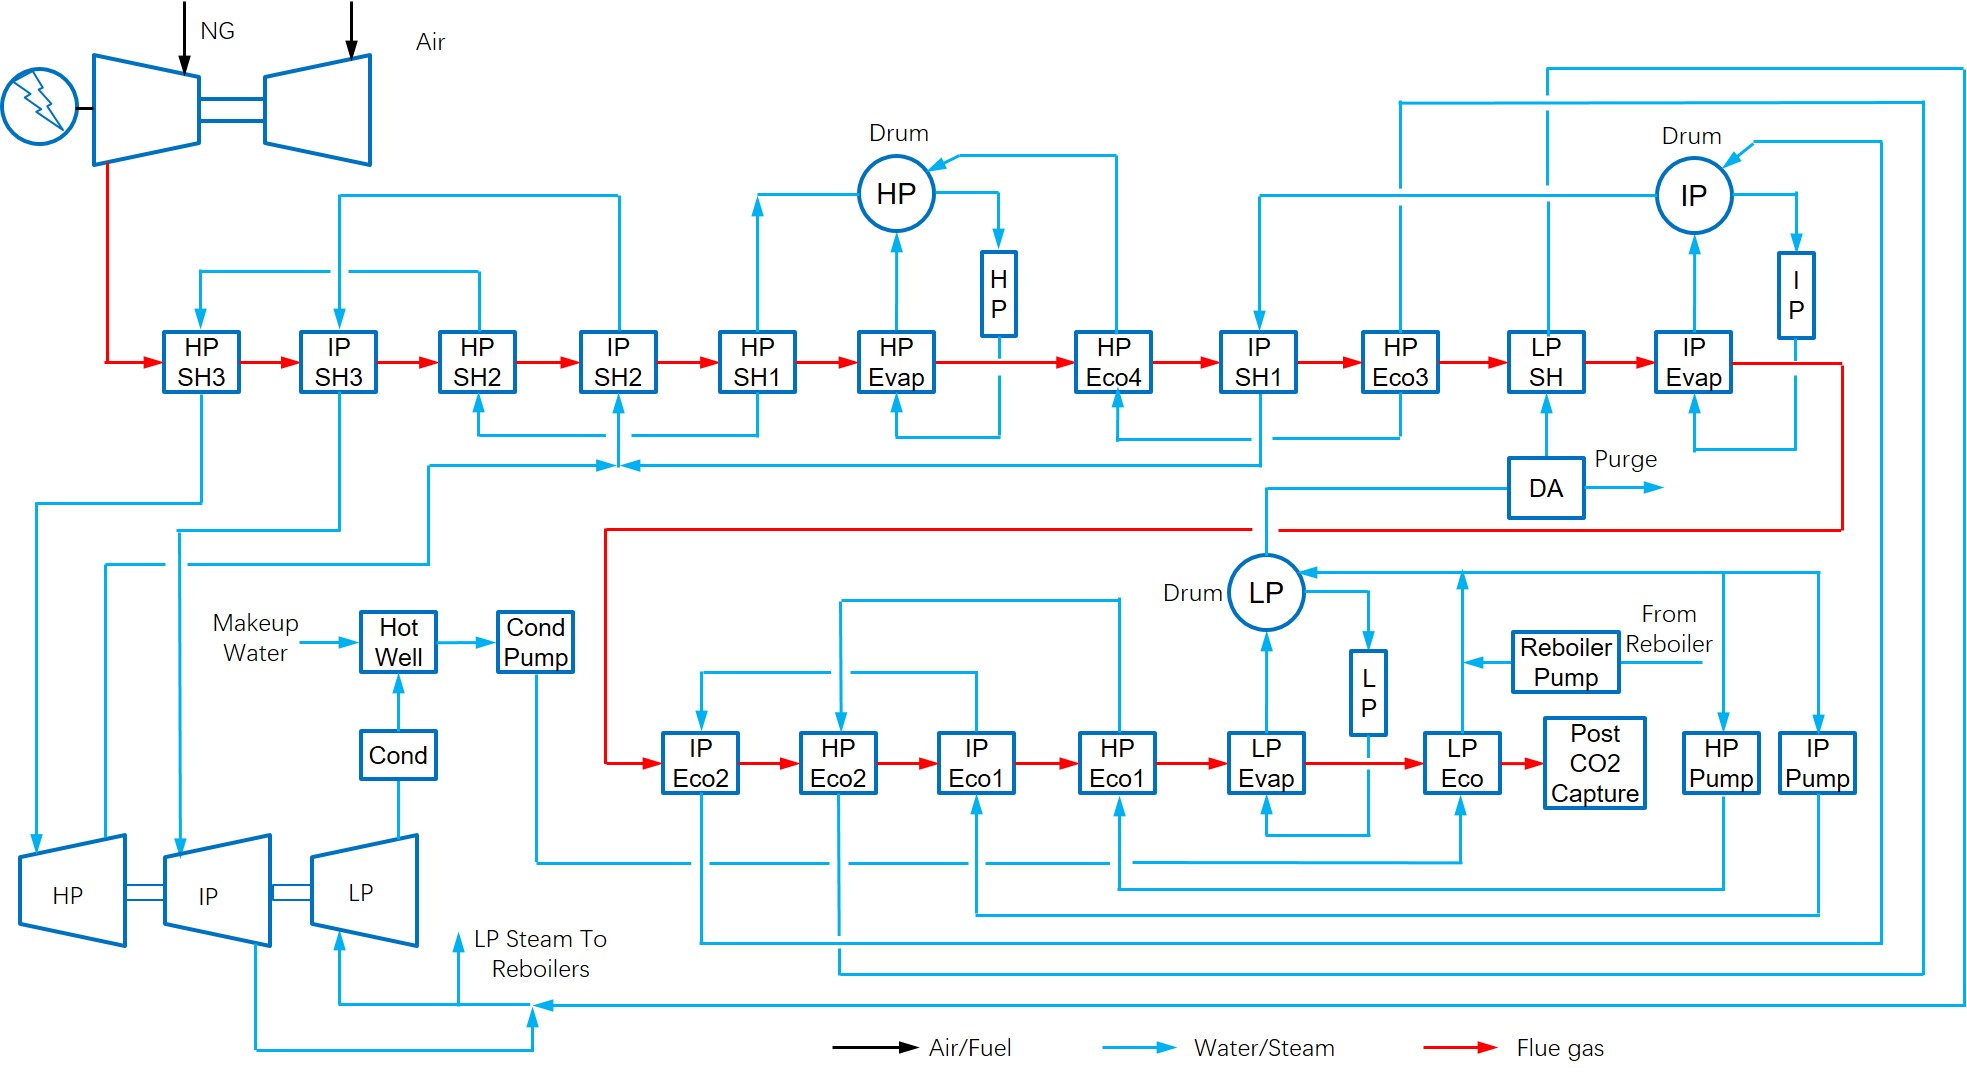 NG
Air
Drum
HP
Drum
IP
H
P
I
P
HP
SH3
IP
SH3
HP
SH2
IP
SH2
HP
SH1
HP
Evap
HP
Eco4
IP
SH1
HP
Eco3
LP
SH
IP
Evap
DA
Purge
Drum
LP
Makeup
Water
Hot
Well
Cond
Pump
L
P
Reboiler
Pump
From
Reboiler
Cond
IP
Eco2
HP
Eco2
IP
Eco1
HP
Eco1
LP
Evap
LP
Eco
Post
CO2
Capture
HP
Pump
IP
Pump
HP
IP
LP
LP Steam To
Reboilers
Air/Fuel
Water/Steam
Flue gas